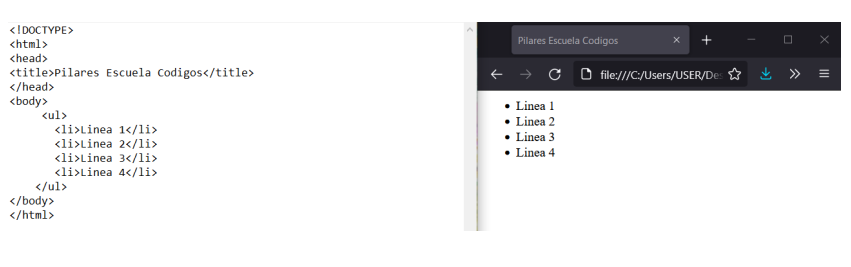 <!DOCTYPE>
<html>
<head>
<title>Pilares Escuela Codigos</title>
</head>
<body>
<ul>
<li>Linea 1</li>
<li>Linea 2</li>
<li>Linea 3</li>
<li>Linea 4</li>
</ul>
</body>
</html>
Pilares Escuela Codigos
file:///C:/Users/USER/Des
• Linea 1
• Linea 2
• Linea 3
• Linea 4